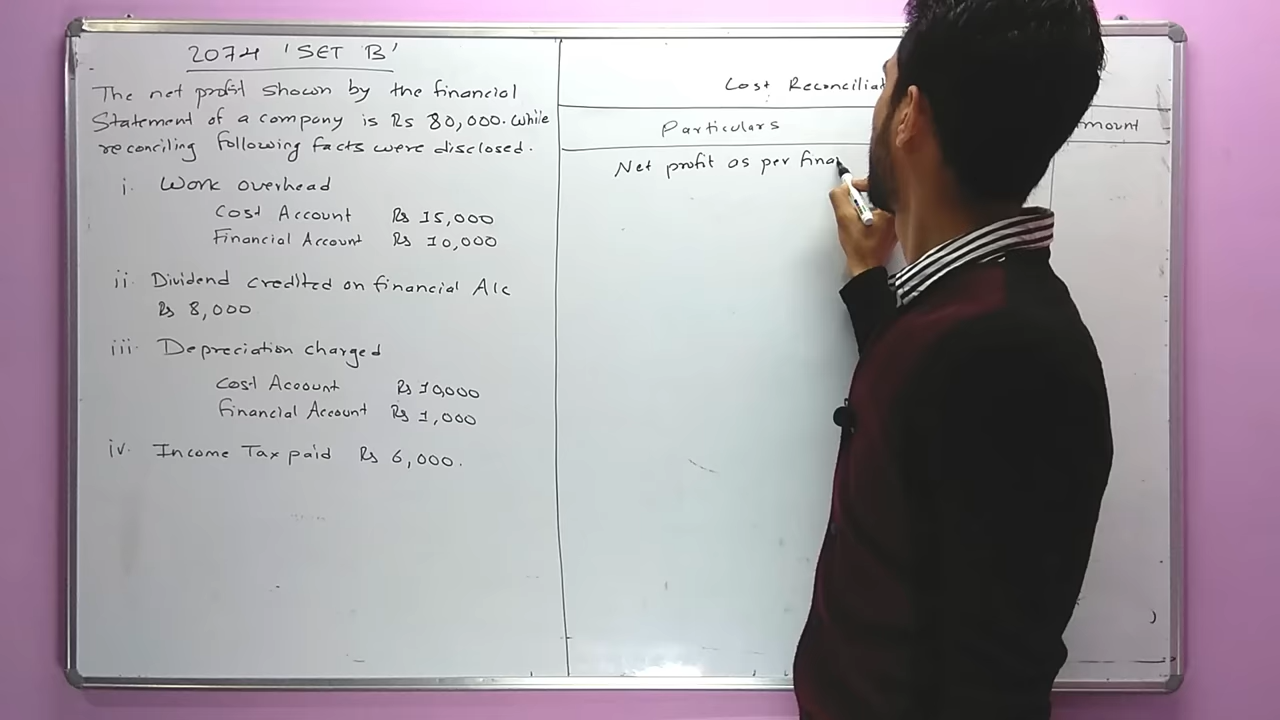 2074 'SET B'
The net profit shown by the financial
Statement of a company is Rs 80,000. While
reconciling following facts were disclosed.
i. Work overhead
Cost Account Rs 15,000
Financial Account Rs 10,000
ii. Dividend credited on financial A/c
Rs 8,000
iii. Depreciation charged
Cost Account Rs 10,000
Financial Account Rs 1,000
iv. Income Tax paid Rs 6,000.
Cost Reconciliat
Particulars mount
Net profit as per fina